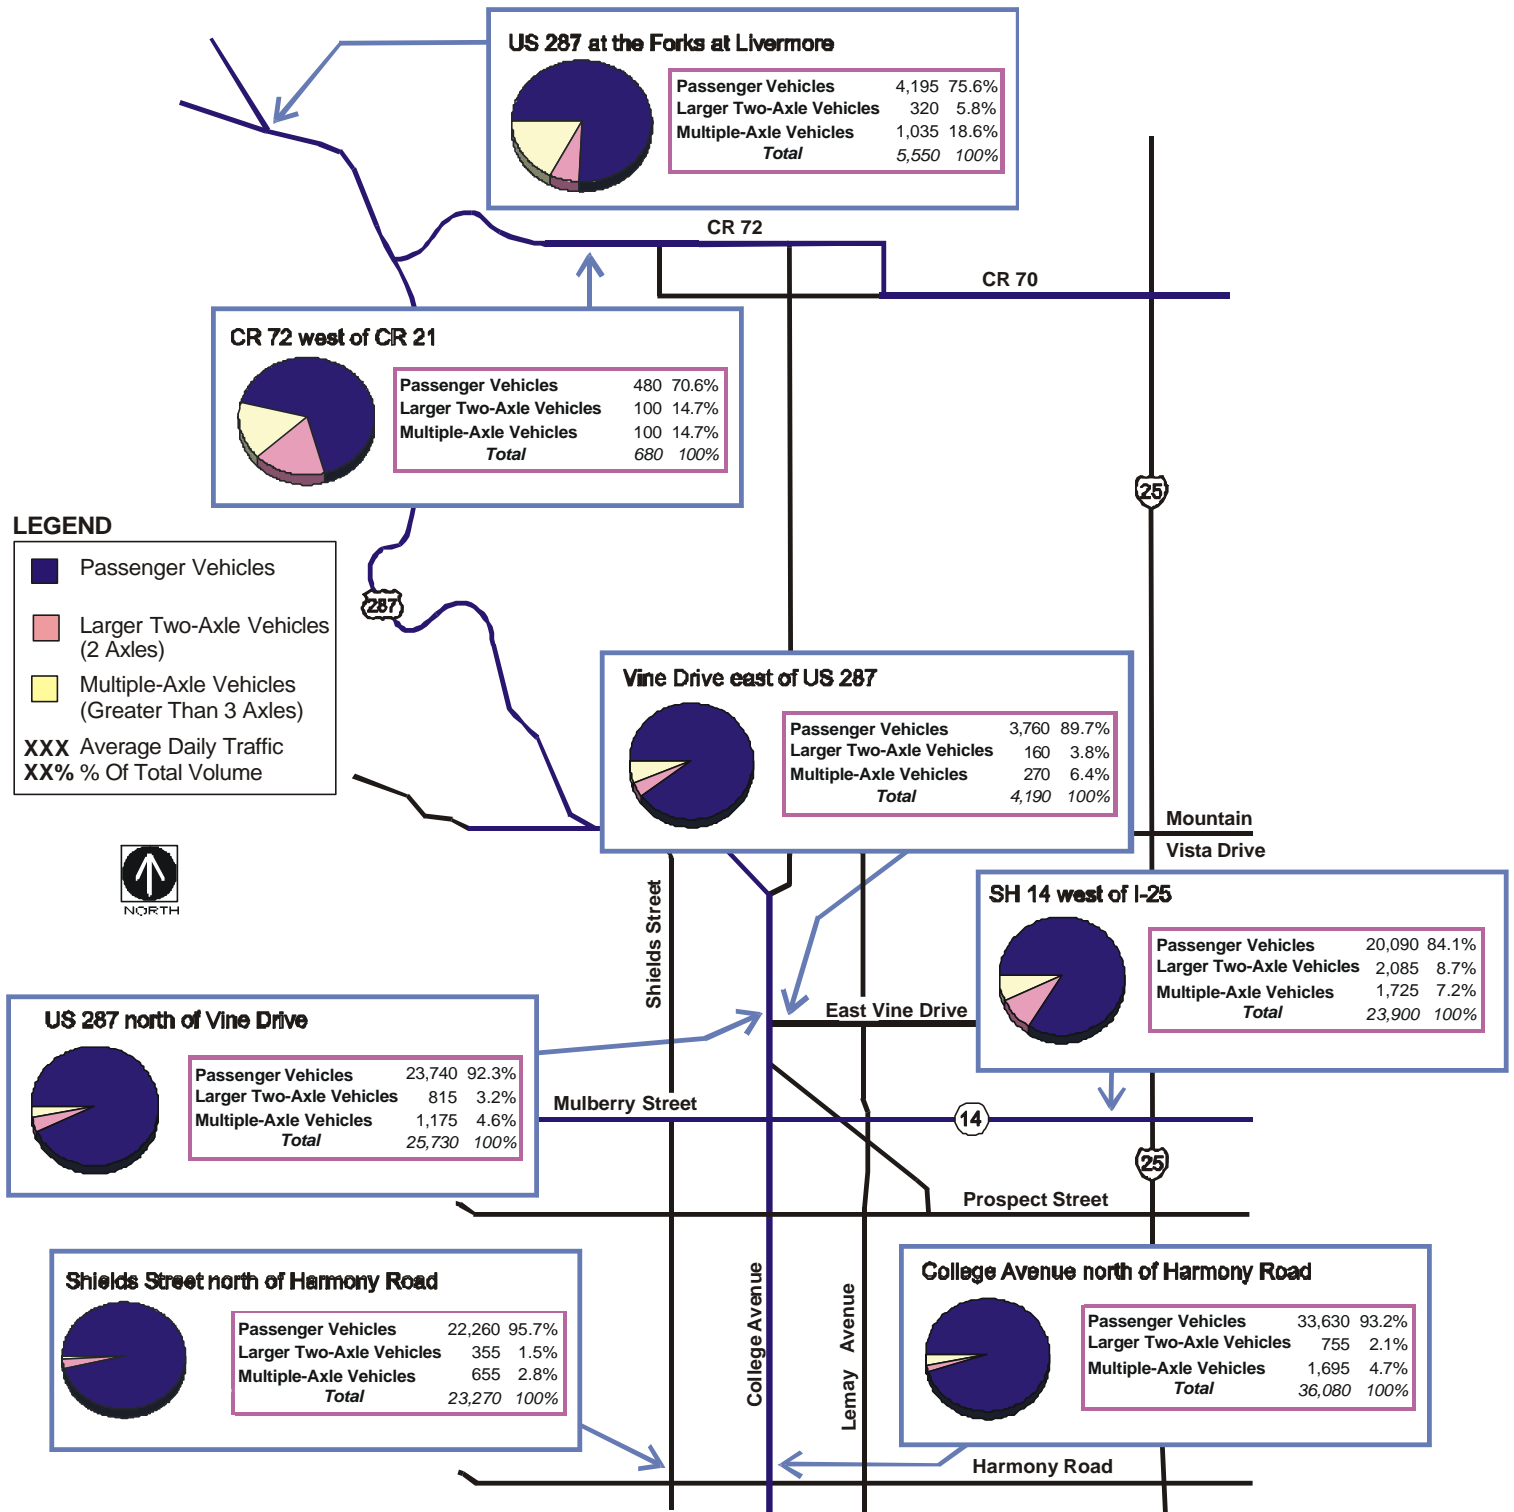 US 287 at the Forks at Livermore
Passenger Vehicles 4,195 75.6%
Larger Two-Axle Vehicles 320 5.8%
Multiple-Axle Vehicles 1,035 18.6%
Total 5,550 100%
CR 72
CR 70
CR 72 west of CR 21
Passenger Vehicles 480 70.6%
Larger Two-Axle Vehicles 100 14.7%
Multiple-Axle Vehicles 100 14.7%
Total 680 100%
25
LEGEND
Passenger Vehicles
Larger Two-Axle Vehicles
(2 Axles)
Multiple-Axle Vehicles
(Greater Than 3 Axles)
XXX Average Daily Traffic
XX% % Of Total Volume
287
Vine Drive east of US 287
Passenger Vehicles 3,760 89.7%
Larger Two-Axle Vehicles 160 3.8%
Multiple-Axle Vehicles 270 6.4%
Total 4,190 100%
Mountain
Vista Drive
NORTH
Shields Street
SH 14 west of I-25
Passenger Vehicles 20,090 84.1%
Larger Two-Axle Vehicles 2,085 8.7%
Multiple-Axle Vehicles 1,725 7.2%
Total 23,900 100%
East Vine Drive
US 287 north of Vine Drive
Passenger Vehicles 23,740 92.3%
Larger Two-Axle Vehicles 815 3.2%
Multiple-Axle Vehicles 1,175 4.6%
Total 25,730 100%
Mulberry Street
14
25
Prospect Street
Shields Street north of Harmony Road
Passenger Vehicles 22,260 95.7%
Larger Two-Axle Vehicles 355 1.5%
Multiple-Axle Vehicles 655 2.8%
Total 23,270 100%
College Avenue
Lemay Avenue
College Avenue north of Harmony Road
Passenger Vehicles 33,630 93.2%
Larger Two-Axle Vehicles 755 2.1%
Multiple-Axle Vehicles 1,695 4.7%
Total 36,080 100%
Harmony Road